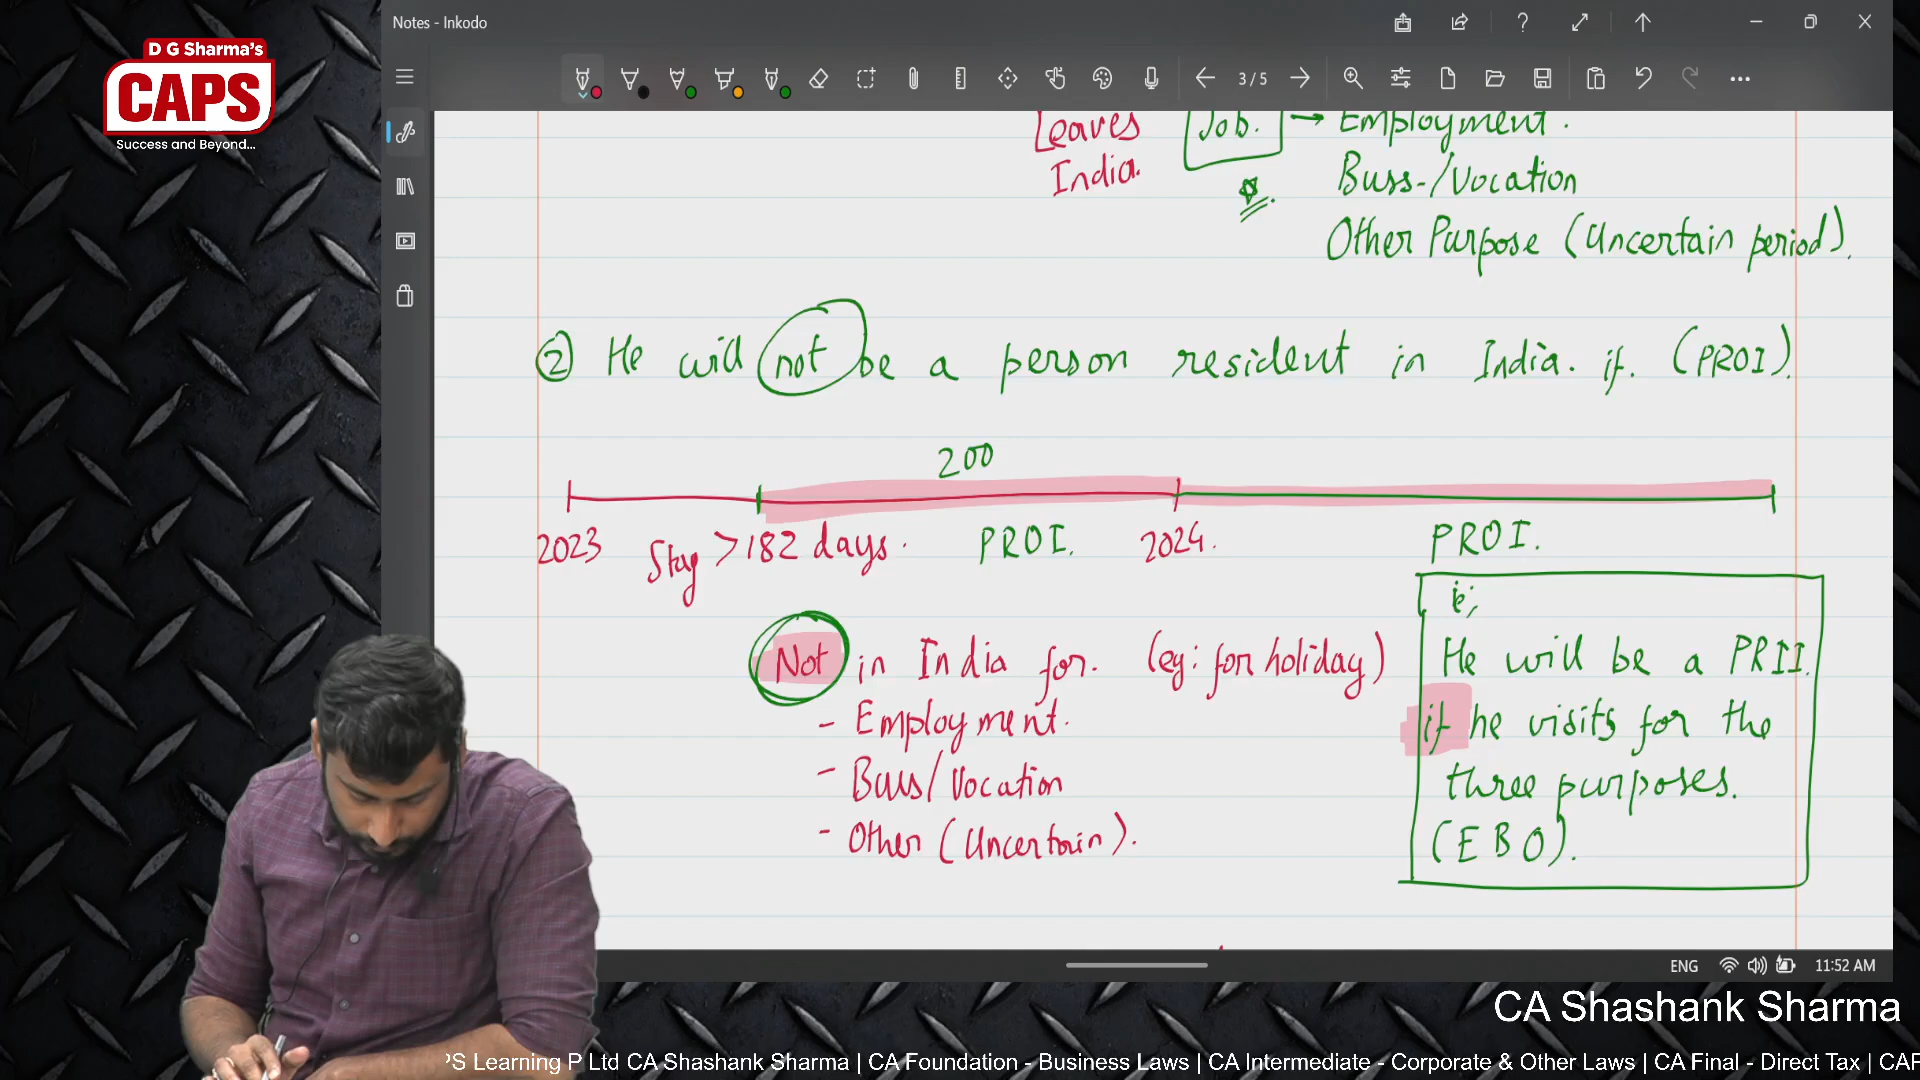 Notes - Inkodo
D G Sharma's
CAPS
Success and Beyond...
3 / 5
Leaves
India.
Job. → Employment.
Buss-/Vocation
Other Purpose (Uncertain period).
② He will not be a person resident in India. if. (PROI).
200
2023
Stay >182 days.
PROI.
2024.
PROI.
Not in India for. (eg: for holiday)
- Employment.
- Buss/Vocation
- Other (Uncertain).
ie;
He will be a PRII.
if he visits for the
three purposes.
(EBO).
ENG
11:52 AM
CA Shashank Sharma
PS Learning P Ltd CA Shashank Sharma | CA Foundation - Business Laws | CA Intermediate - Corporate & Other Laws | CA Final - Direct Tax | CAP